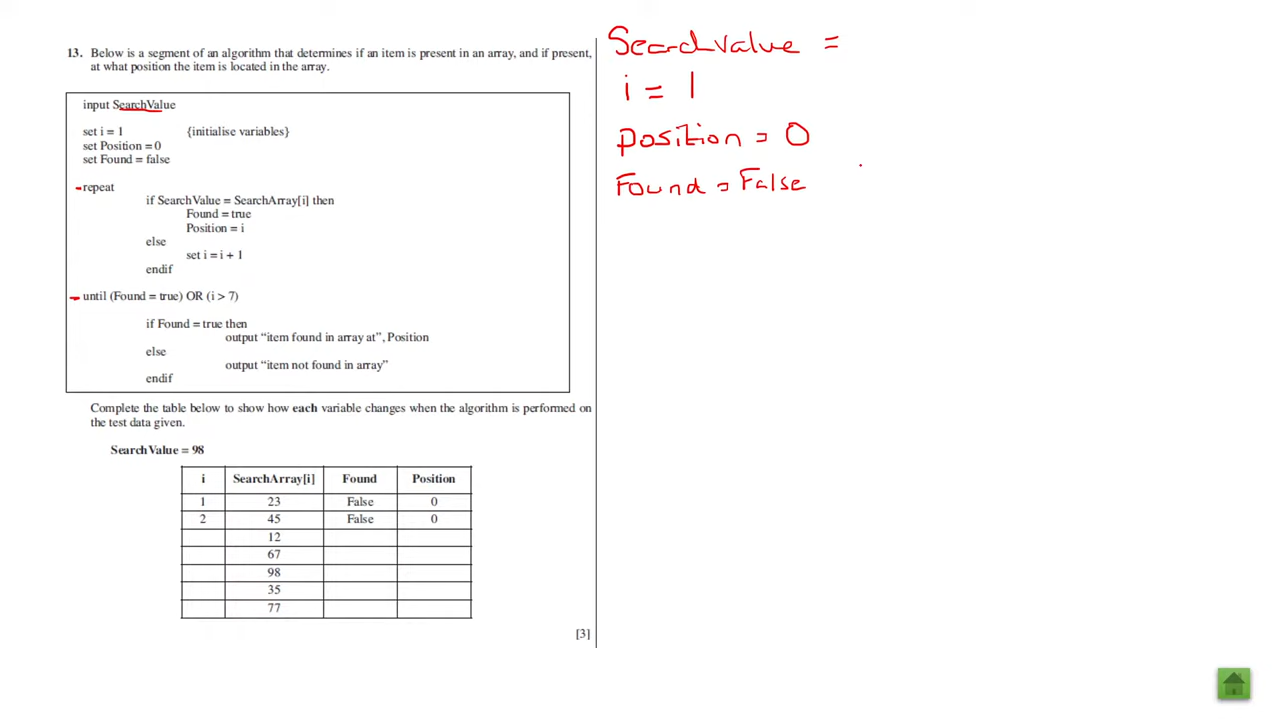 13. Below is a segment of an algorithm that determines if an item is present in an array, and if present,
at what position the item is located in the array.
input SearchValue
set i = 1 {initialise variables}
set Position = 0
set Found = false
repeat
if SearchValue = SearchArray[i] then
Found = true
Position = i
else
set i = i + 1
endif
until (Found = true) OR (i > 7)
if Found = true then
output “item found in array at”, Position
else
output “item not found in array”
endif
Complete the table below to show how each variable changes when the algorithm is performed on
the test data given.
SearchValue = 98
i SearchArray[i] Found Position
1 23 False 0
2 45 False 0
12
67
98
35
77
[3]
Searchvalue =
i = 1
position = 0
Found = False